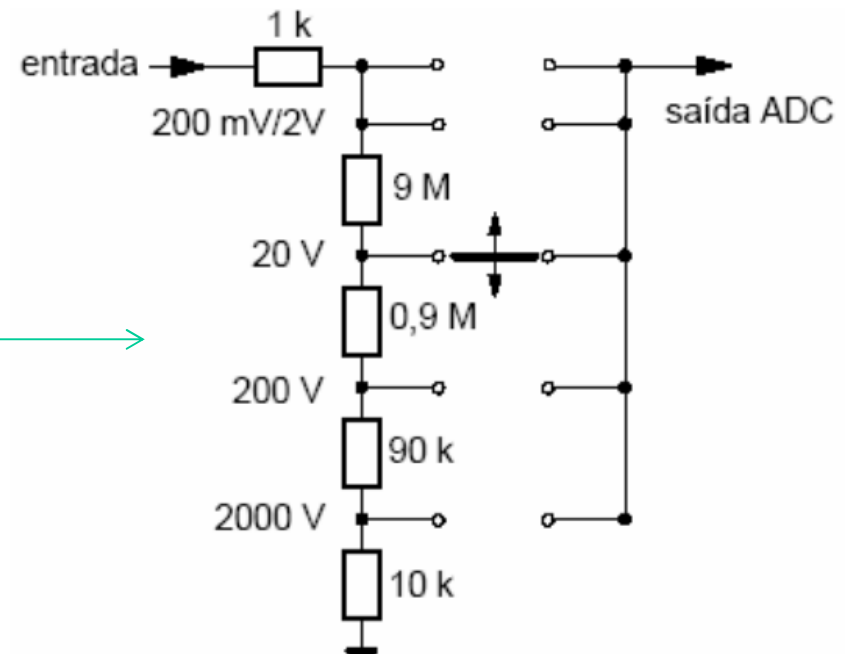 1 k
entrada
saída ADC
200 mV/2V
9 M
20 V
0,9 M
200 V
90 k
2000 V
10 k